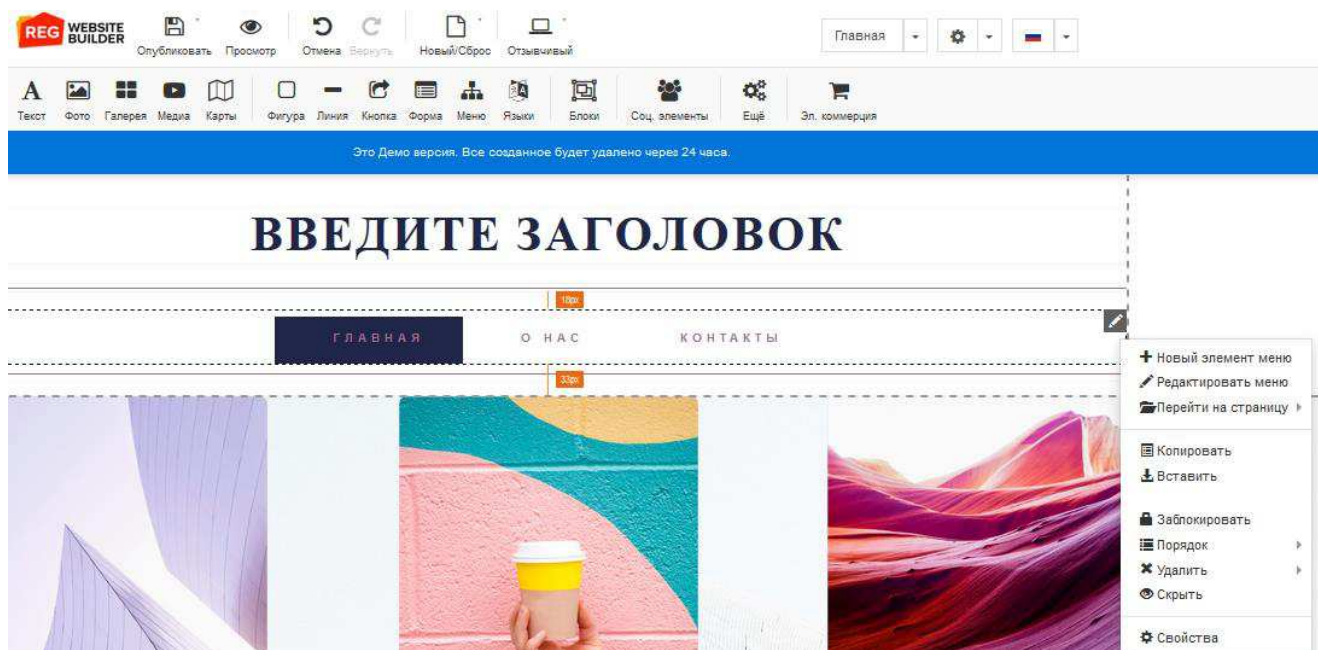 REG WEBSITE BUILDER
Опубликовать Просмотр Отмена Вернуть Новый/Сброс Отзывчивый Главная
Текст Фото Галерея Медиа Карты Фигура Линия Кнопка Форма Меню Языки Блоки Соц. элементы Ещё Эл. коммерция
Это Демо версия. Все созданное будет удалено через 24 часа.
ВВЕДИТЕ ЗАГОЛОВОК
18px
ГЛАВНАЯ О НАС КОНТАКТЫ
33px
Новый элемент меню
Редактировать меню
Перейти на страницу
Копировать
Вставить
Заблокировать
Порядок
Удалить
Скрыть
Свойства